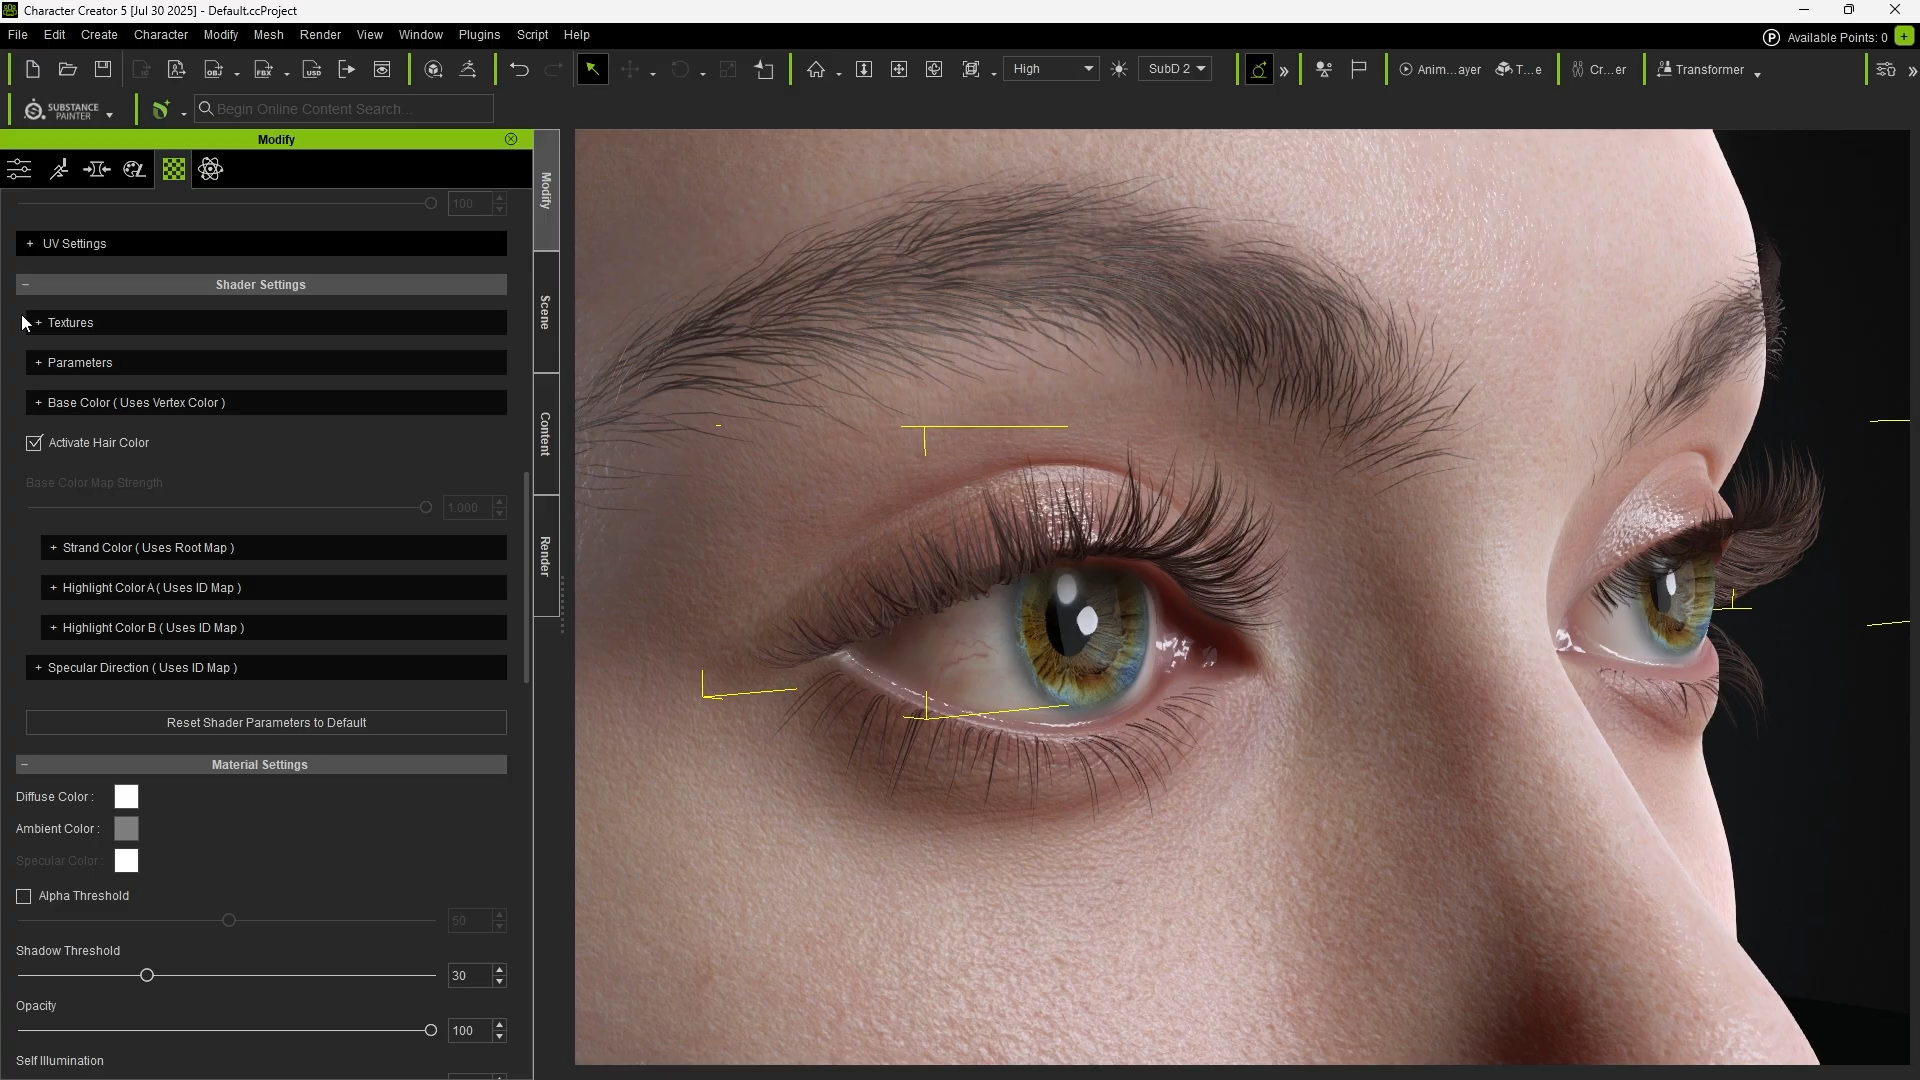 Character Creator 5 [Jul 30 2025] - Default.ccProject
File Edit Create Character Modify Mesh Render View Window Plugins Script Help
Available Points: 0
High
SubD 2
Anim...ayer
T...e
Cr...er
Transformer
SUBSTANCE PAINTER
Begin Online Content Search...
Modify
100
+ UV Settings
Shader Settings
+ Textures
+ Parameters
+ Base Color ( Uses Vertex Color )
Activate Hair Color
Base Color Map Strength
1.000
+ Strand Color ( Uses Root Map )
+ Highlight Color A ( Uses ID Map )
+ Highlight Color B ( Uses ID Map )
+ Specular Direction ( Uses ID Map )
Reset Shader Parameters to Default
Material Settings
Diffuse Color :
Ambient Color :
Specular Color :
Alpha Threshold
50
Shadow Threshold
30
Opacity
100
Self Illumination
Modify
Scene
Content
Render